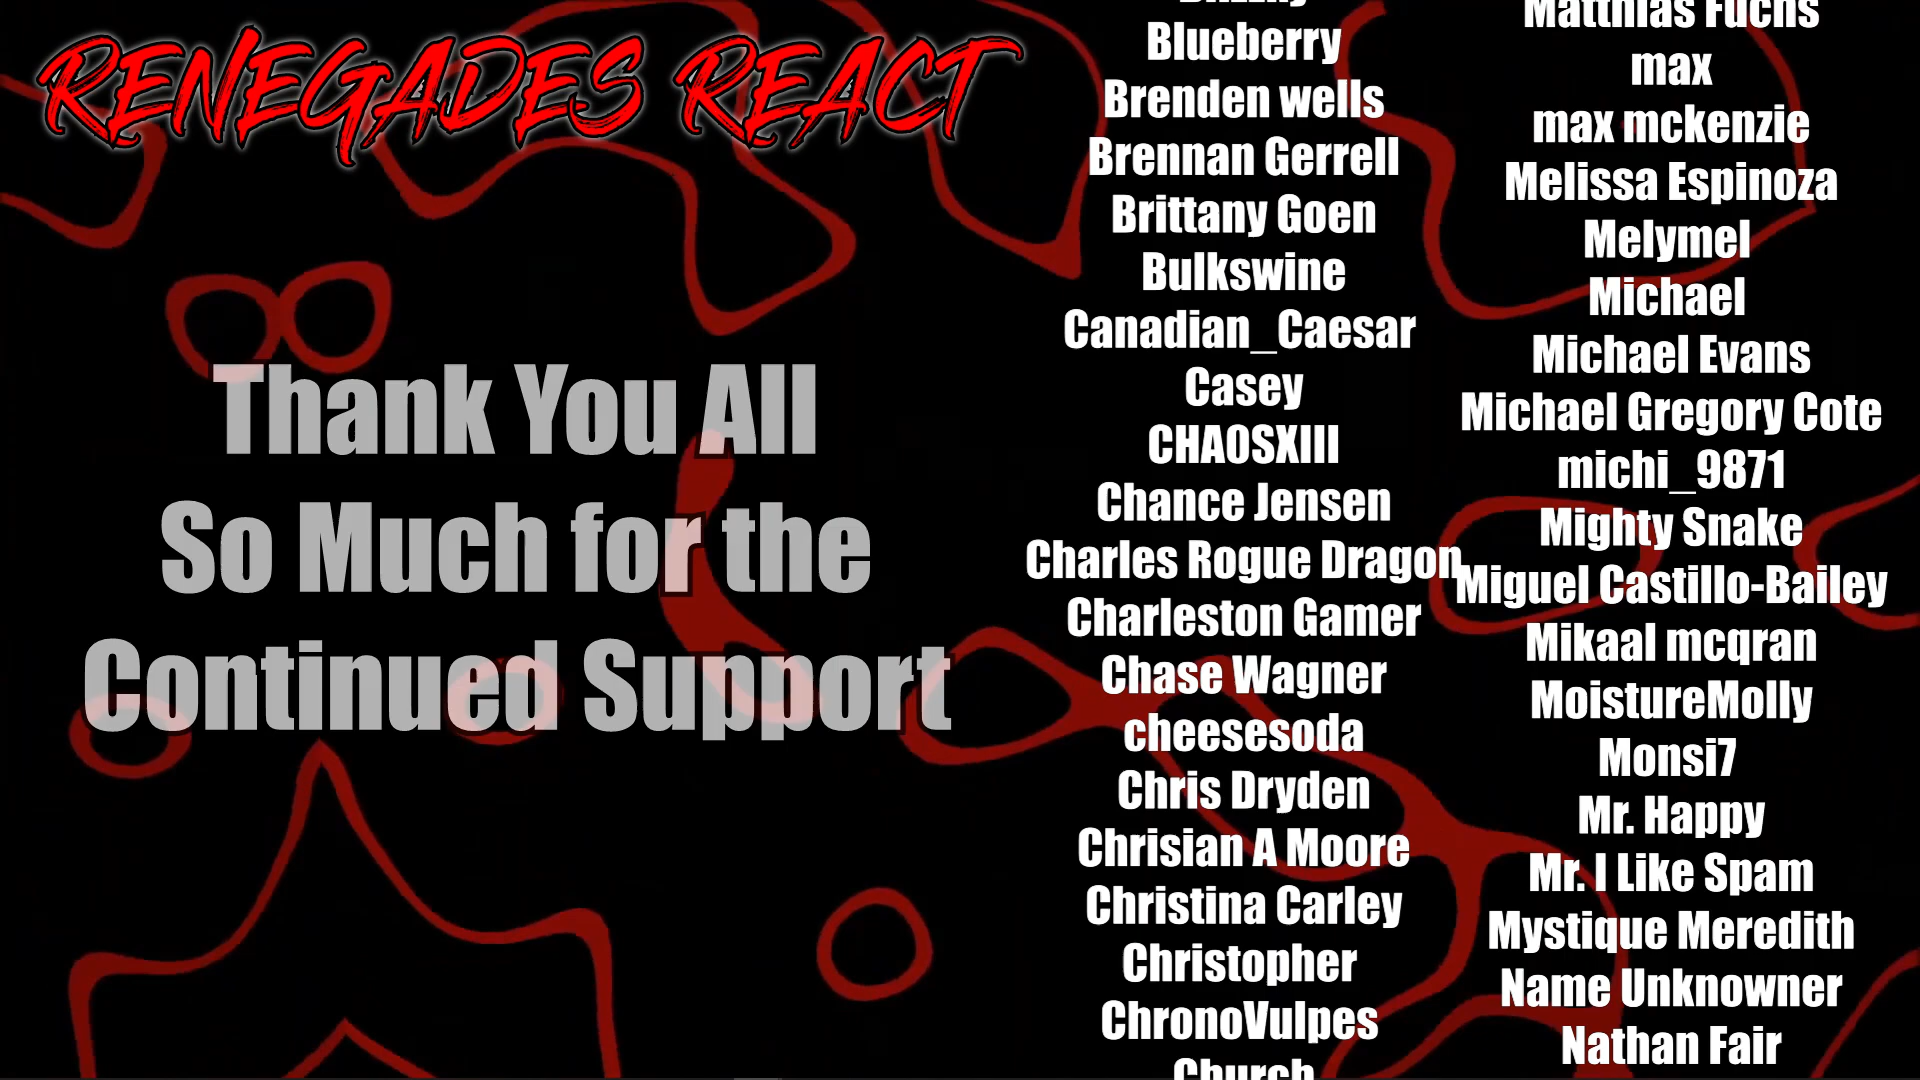 RENEGADES REACT
Thank You All
So Much for the
Continued Support
Blueberry
Brenden wells
Brennan Gerrell
Brittany Goen
Bulkswine
Canadian_Caesar
Casey
CHAOSXIII
Chance Jensen
Charles Rogue Dragon
Charleston Gamer
Chase Wagner
cheesesoda
Chris Dryden
Chrisian A Moore
Christina Carley
Christopher
ChronoVulpes
Church
Matthias Fuchs
max
max mckenzie
Melissa Espinoza
Melymel
Michael
Michael Evans
Michael Gregory Cote
michi_9871
Mighty Snake
Miguel Castillo-Bailey
Mikaal mcqran
MoistureMolly
Monsi7
Mr. Happy
Mr. I Like Spam
Mystique Meredith
Name Unknowner
Nathan Fair